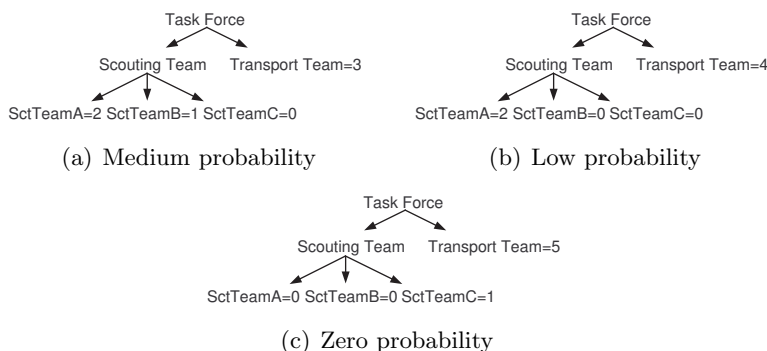 Task Force
Scouting Team Transport Team=3
SctTeamA=2 SctTeamB=1 SctTeamC=0
(a) Medium probability
Task Force
Scouting Team Transport Team=4
SctTeamA=2 SctTeamB=0 SctTeamC=0
(b) Low probability
Task Force
Scouting Team Transport Team=5
SctTeamA=0 SctTeamB=0 SctTeamC=1
(c) Zero probability